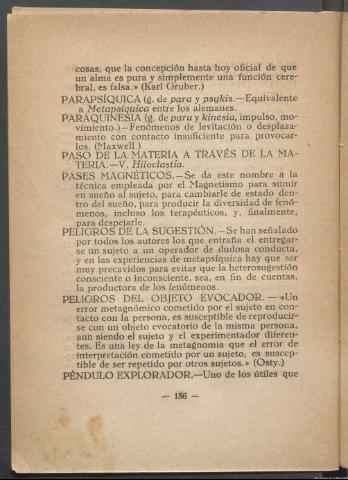 cosas, que la concepción hasta hoy oficial de que
un alma es pura y simplemente una función cere-
bral, es falsa.» (Karl Gruber.)
PARAPSÍQUICA (g. de para y psykis.—Equivalente
a Metapsíquica entre los alemanes.
PARAQUINESIA (g. de para y kinesia, impulso, mo-
vimiento.)—Fenómenos de levitación o desplaza-
miento con contacto insuficiente para provocar-
los. (Maxwell.)
PASO DE LA MATERIA A TRAVÉS DE LA MA-
TERIA.—V. Hiloclastia.
PASES MAGNÉTICOS.—Se da este nombre a la
técnica empleada por el Magnetismo para sumir
en sueño al sujeto, para cambiarle de estado den-
tro del sueño, para producir la diversidad de fenó-
menos, incluso los terapéuticos, y, finalmente,
para despejarle.
PELIGROS DE LA SUGESTIÓN.—Se han señalado
por todos los autores los que entraña el entregar-
se un sujeto a un operador de dudosa conducta,
y en las experiencias de metapsíquica hay que ser
muy precavidos para evitar que la heterosugestión
consciente o inconsciente, sea, en fin de cuentas,
la productora de los fenómenos.
PELIGROS DEL OBJETO EVOCADOR. — «Un
error metagnómico cometido por el sujeto en con-
tacto con la persona, es susceptible de reproducir-
se con un objeto evocatorio de la misma persona,
aun siendo el sujeto y el experimentador diferen-
tes. Es una ley de la metagnomia que el error de
interpretación cometido por un sujeto, es suscep-
tible de ser repetido por otros sujetos.» (Osty.)
PÉNDULO EXPLORADOR.—Uno de los útiles que
— 136 —